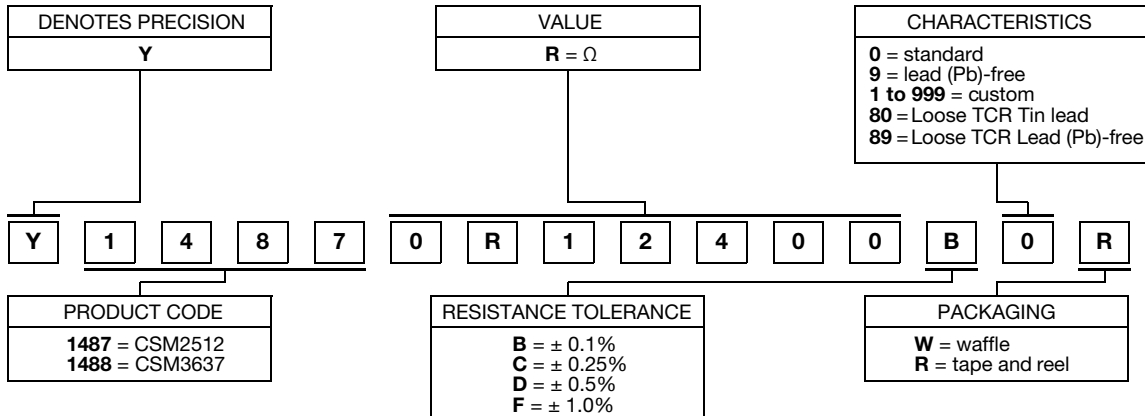 DENOTES PRECISION
Y
VALUE
R = Ω
CHARACTERISTICS
0 = standard
9 = lead (Pb)-free
1 to 999 = custom
80 = Loose TCR Tin lead
89 = Loose TCR Lead (Pb)-free
Y 1 4 8 7 0 R 1 2 4 0 0 B 0 R
PRODUCT CODE
1487 = CSM2512
1488 = CSM3637
RESISTANCE TOLERANCE
B = ± 0.1%
C = ± 0.25%
D = ± 0.5%
F = ± 1.0%
PACKAGING
W = waffle
R = tape and reel